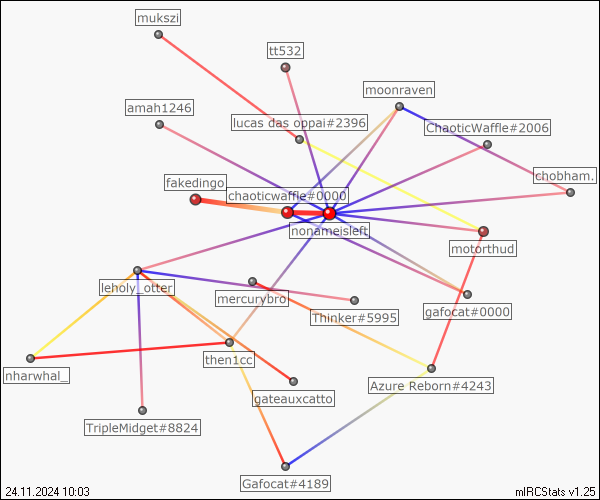 mukszi
tt532
moonraven
amah1246
lucas das oppai#2396
ChaoticWaffle#2006
chobham.
fakedingo
chaoticwaffle#0000
nonameisleft
motorthud
leholy_otter
mercurybro
Thinker#5995
gafocat#0000
then1cc
nharwhal_
gateauxcatto
Azure Reborn#4243
TripleMidget#8824
Gafocat#4189
24.11.2024 10:03
mIRCStats v1.25